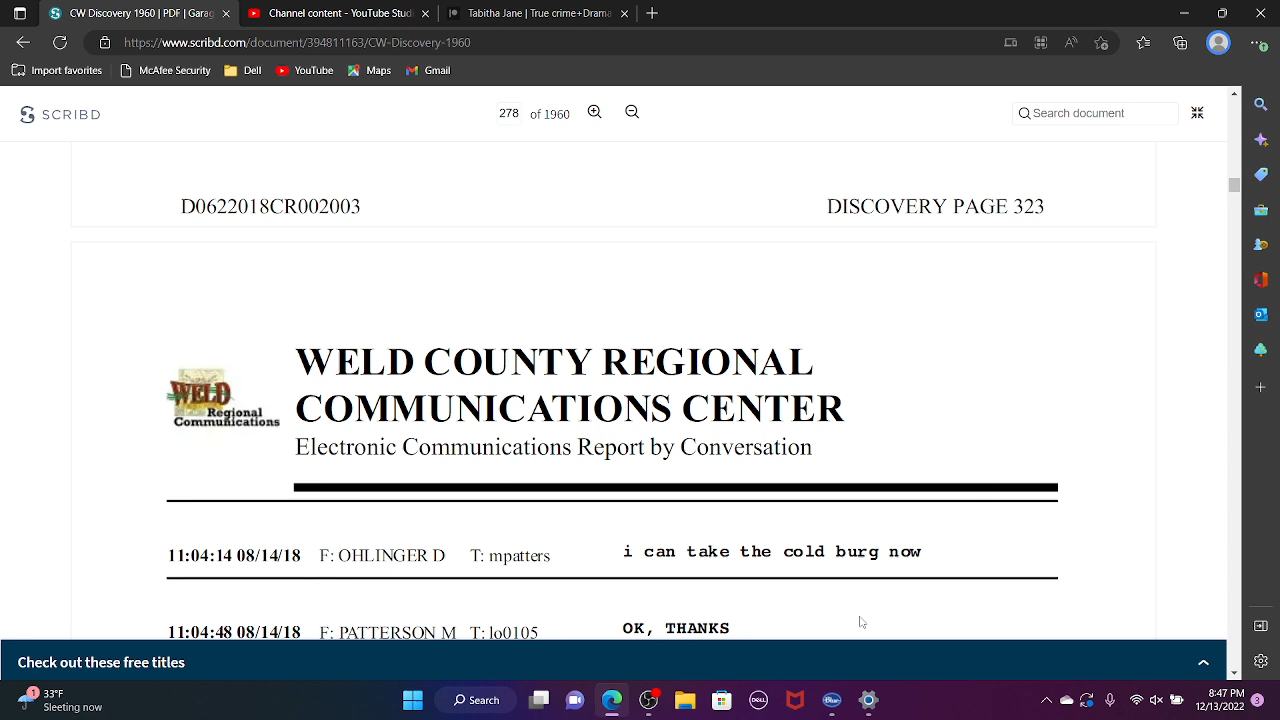 CW Discovery 1960 | PDF | Garag
Channel content - YouTube Stud
Tabitha Jane | True crime+Drama
https://www.scribd.com/document/394811163/CW-Discovery-1960
Import favorites
McAfee Security
Dell
YouTube
Maps
Gmail
SCRIBD
278 of 1960
Search document
D0622018CR002003
DISCOVERY PAGE 323
WELD
Regional
Communications
WELD COUNTY REGIONAL
COMMUNICATIONS CENTER
Electronic Communications Report by Conversation
11:04:14 08/14/18 F: OHLINGER D T: mpatters i can take the cold burg now
11:04:48 08/14/18 F: PATTERSON M T: lo0105 OK, THANKS
Check out these free titles
1
33°F
Sleeting now
Search
DELL
Blue
8:47 PM
12/13/2022
3